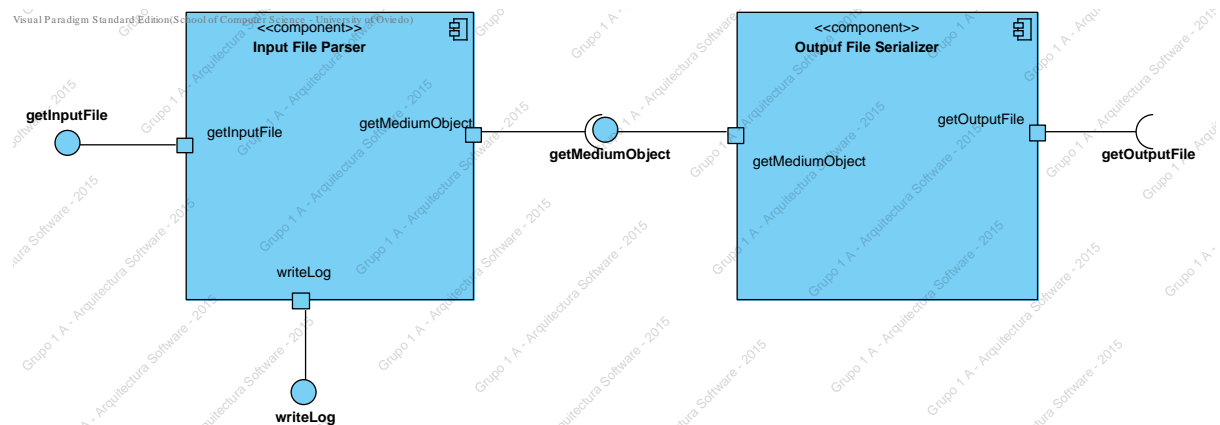 Visual Paradigm Standard Edition(School of Computer Science - University of Oviedo)
<<component>>
Input File Parser
<<component>>
Outpuf File Serializer
getInputFile
getInputFile
getMediumObject
getMediumObject
getMediumObject
getOutputFile
getOutputFile
writeLog
writeLog
Grupo 1 A - Arquitectura Software - 2015